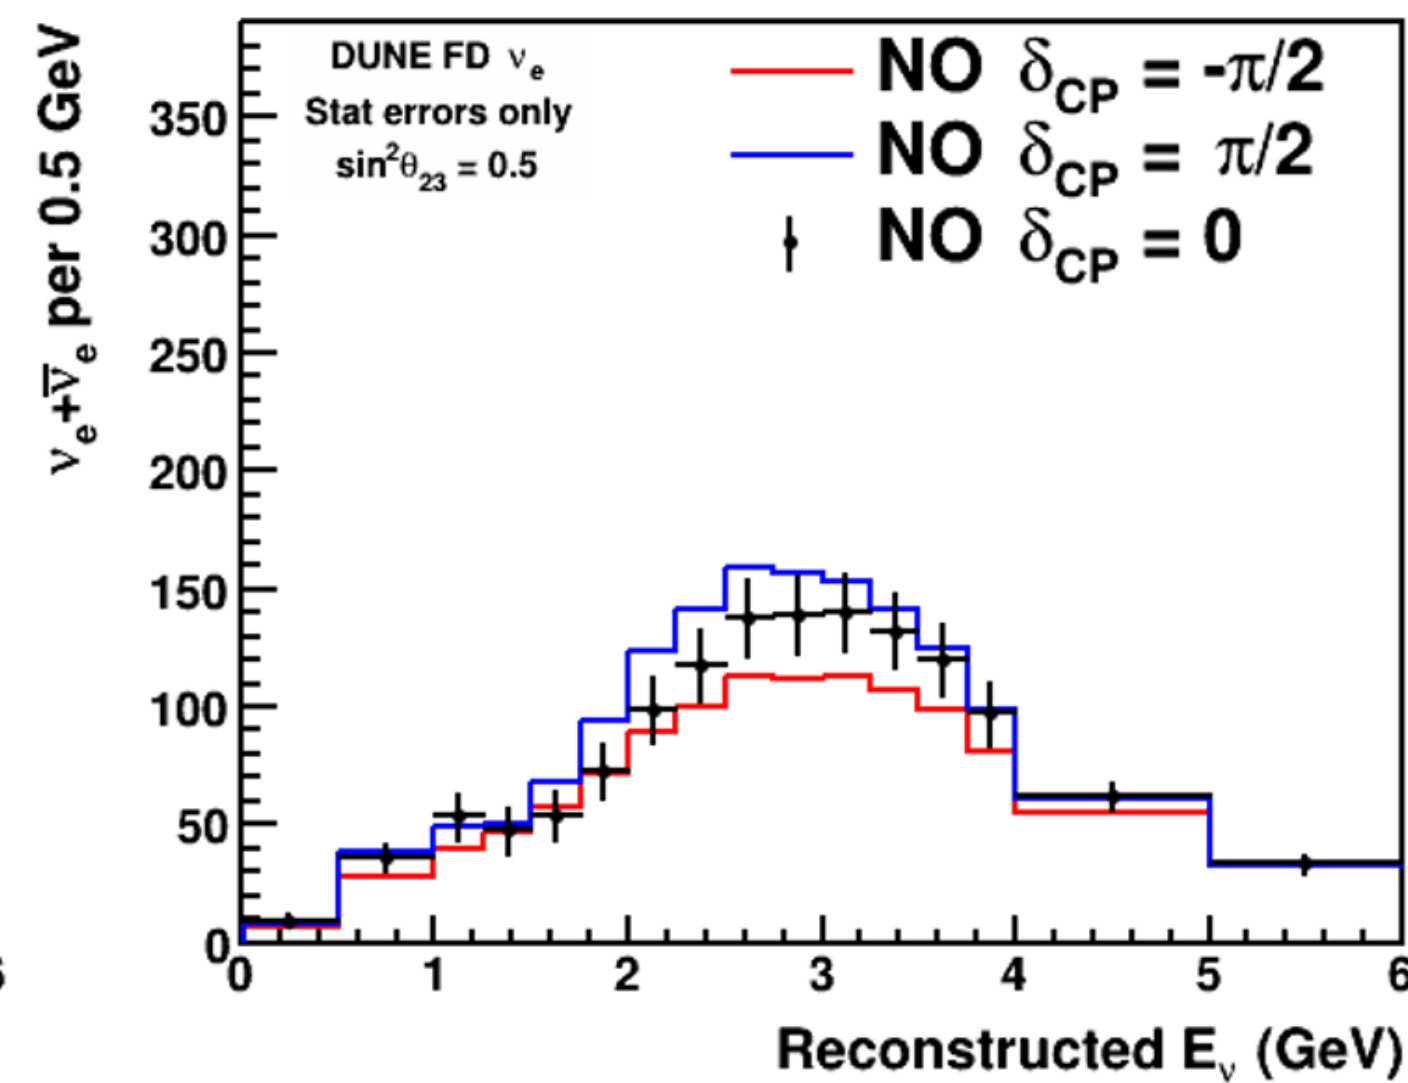 DUNE FD νe
Stat errors only
sin²θ23 = 0.5
NO δCP = -π/2
NO δCP = π/2
NO δCP = 0
νe+ν̅e per 0.5 GeV
350
300
250
200
150
100
50
0
0 1 2 3 4 5 6
Reconstructed Eν (GeV)